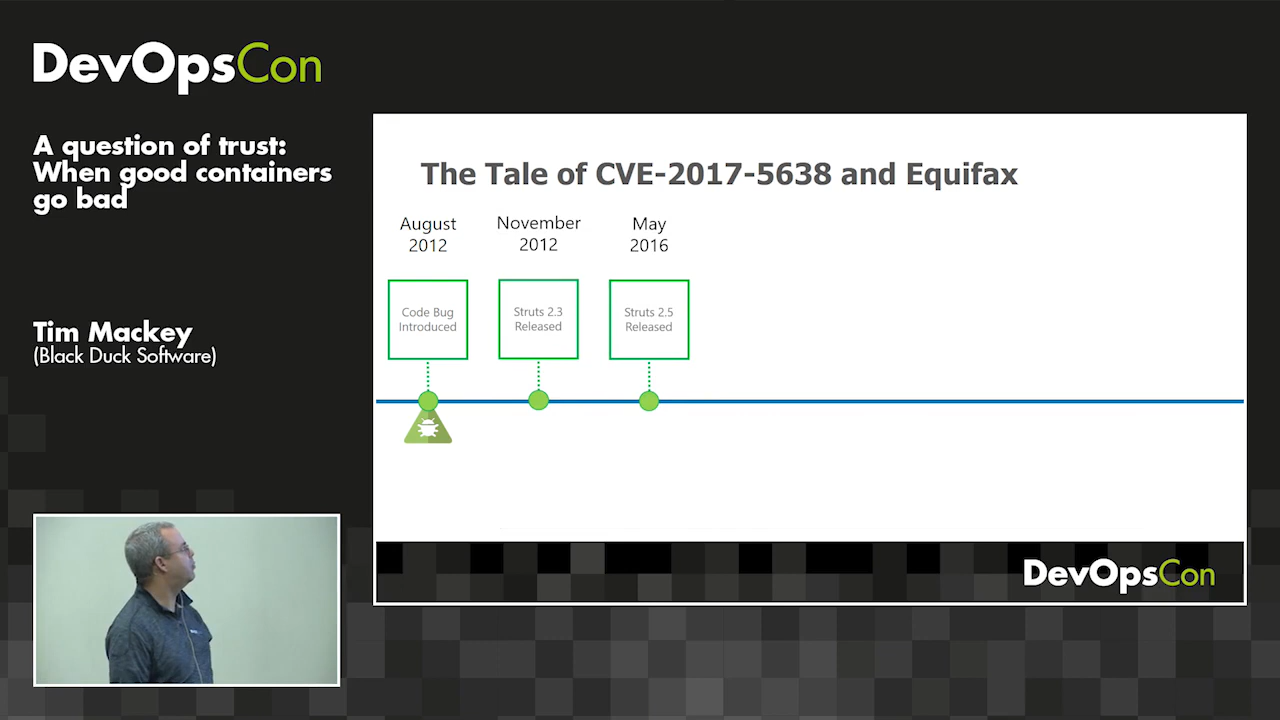 DevOpsCon
A question of trust:
When good containers
go bad
Tim Mackey
(Black Duck Software)
The Tale of CVE-2017-5638 and Equifax
August
2012
November
2012
May
2016
Code Bug
Introduced
Struts 2.3
Released
Struts 2.5
Released
DevOpsCon